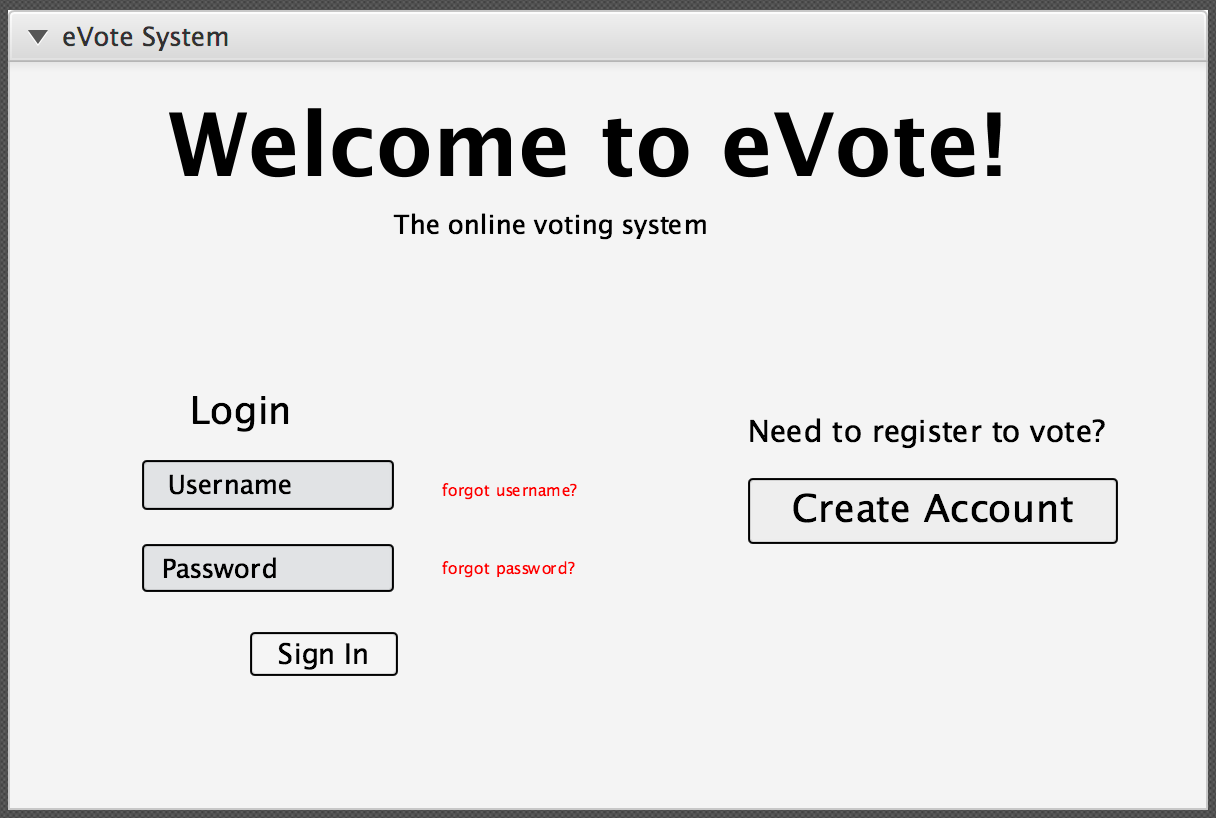 eVote System
Welcome to eVote!
The online voting system
Login
Username
forgot username?
Password
forgot password?
Sign In
Need to register to vote?
Create Account